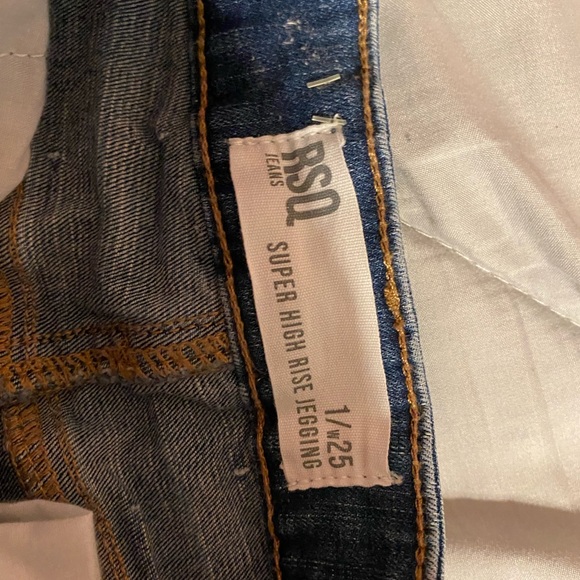 RSQ
JEANS
SUPER HIGH RISE JEGGING
1/W25